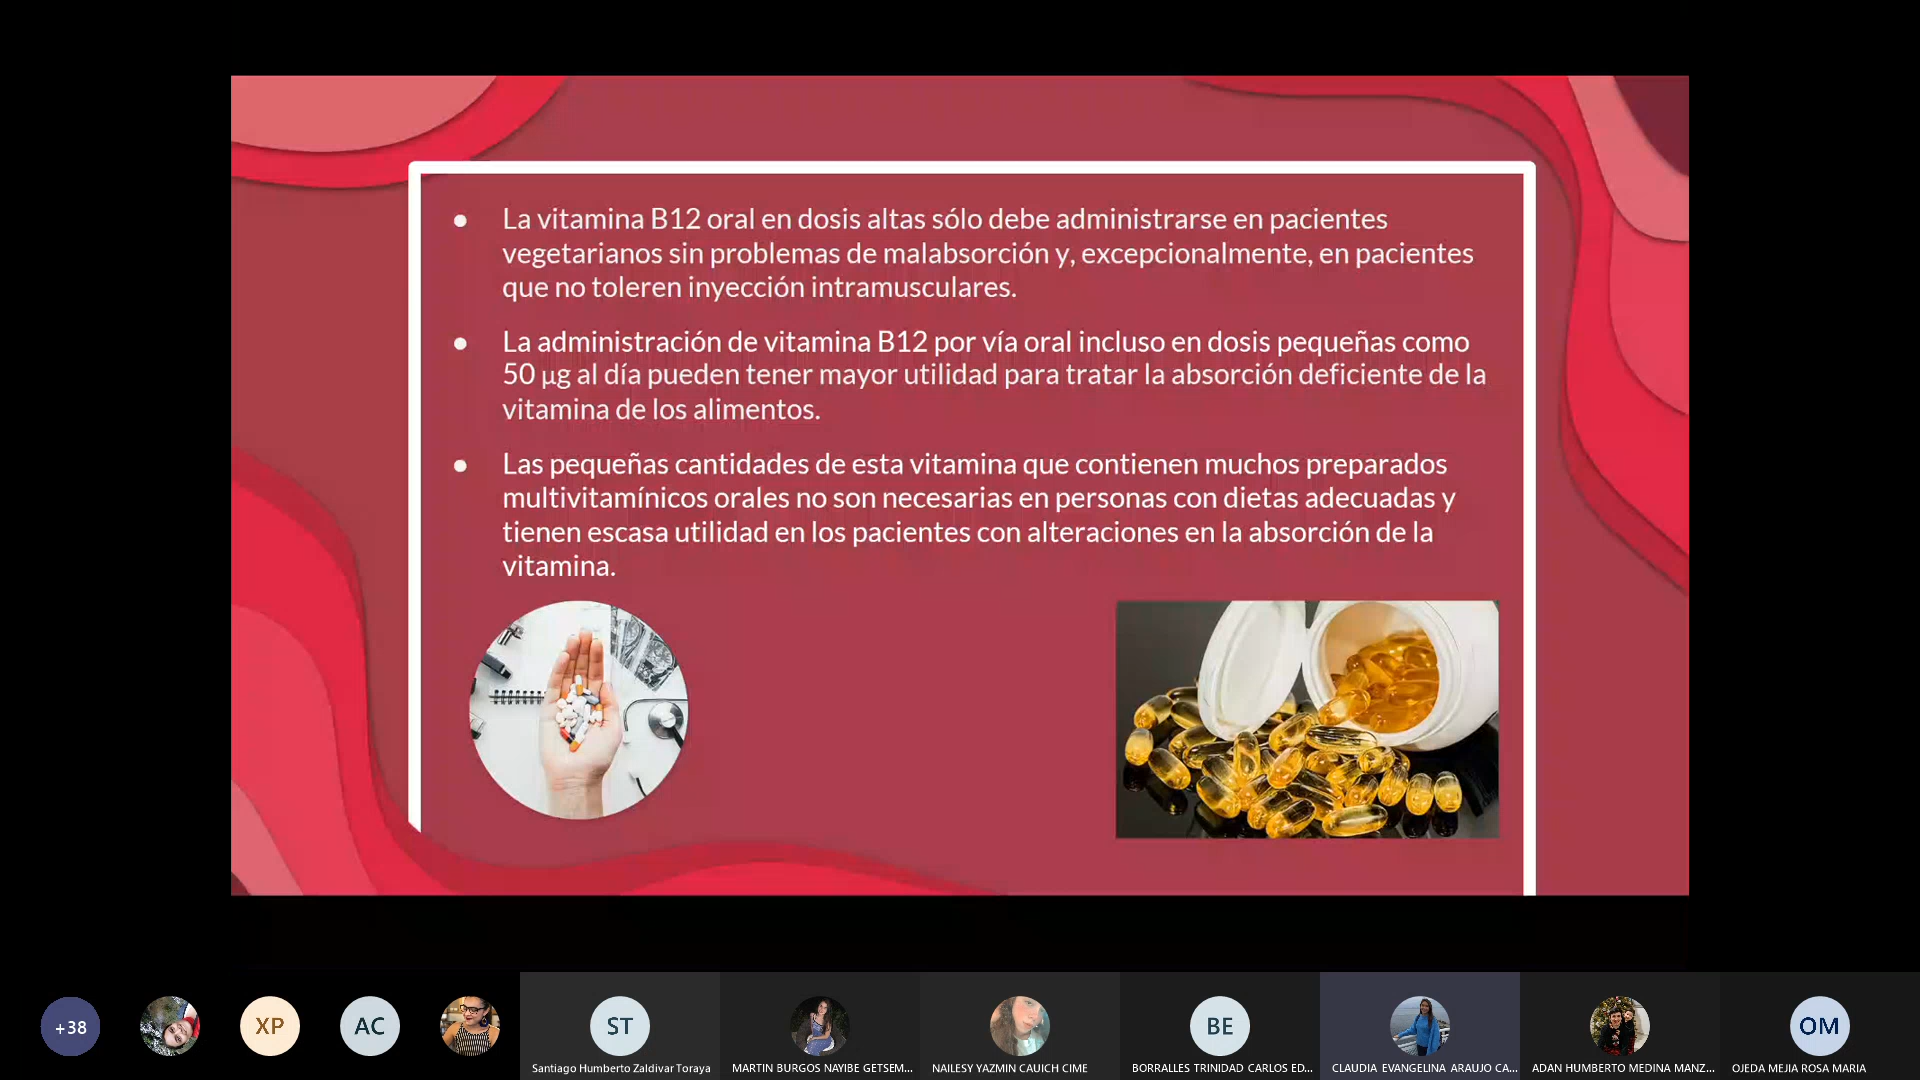 La vitamina B12 oral en dosis altas sólo debe administrarse en pacientes
vegetarianos sin problemas de malabsorción y, excepcionalmente, en pacientes
que no toleren inyección intramusculares.
La administración de vitamina B12 por vía oral incluso en dosis pequeñas como
50 µg al día pueden tener mayor utilidad para tratar la absorción deficiente de la
vitamina de los alimentos.
Las pequeñas cantidades de esta vitamina que contienen muchos preparados
multivitamínicos orales no son necesarias en personas con dietas adecuadas y
tienen escasa utilidad en los pacientes con alteraciones en la absorción de la
vitamina.
+38
XP
AC
ST
BE
OM
Santiago Humberto Zaldivar Toraya
MARTIN BURGOS NAYIBE GETSEM...
NAILESY YAZMIN CAUICH CIME
BORRALLES TRINIDAD CARLOS ED...
CLAUDIA EVANGELINA ARAUJO CA...
ADAN HUMBERTO MEDINA MANZ...
OJEDA MEJIA ROSA MARIA